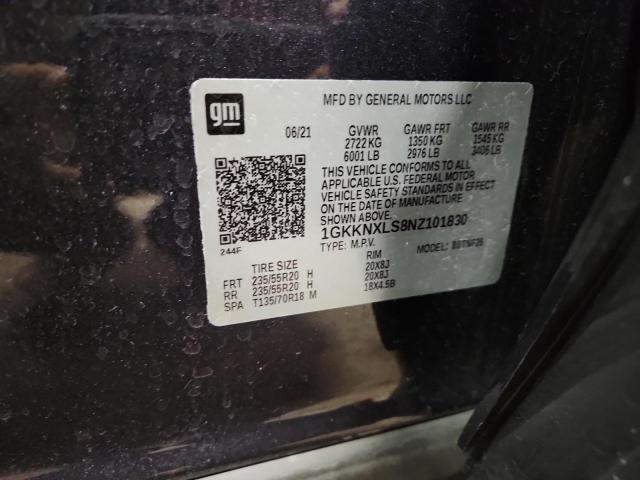 gm
MFD BY GENERAL MOTORS LLC
06/21 GVWR GAWR FRT GAWR RR
2722 KG 1350 KG 1545 KG
6001 LB 2976 LB 3406 LB
THIS VEHICLE CONFORMS TO ALL
APPLICABLE U.S. FEDERAL MOTOR
VEHICLE SAFETY STANDARDS IN EFFECT
ON THE DATE OF MANUFACTURE
SHOWN ABOVE.
1GKKNXLS8NZ101830
TYPE: M.P.V. MODEL:
244F
TIRE SIZE RIM
FRT 235/55R20 H 20X8J
RR 235/55R20 H 20X8J
SPA T135/70R18 M 18X4.5B